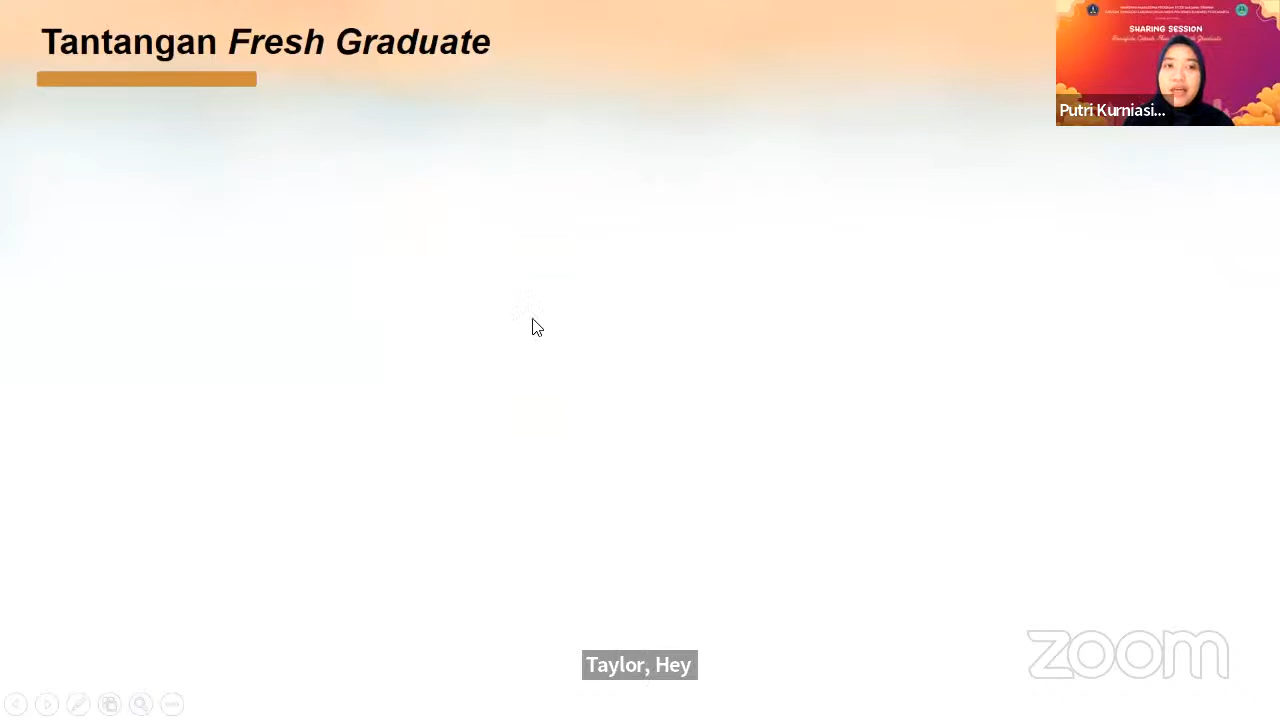 Tantangan Fresh Graduate
SHARING SESSION
Putri Kurniasi...
Taylor, Hey
zoom